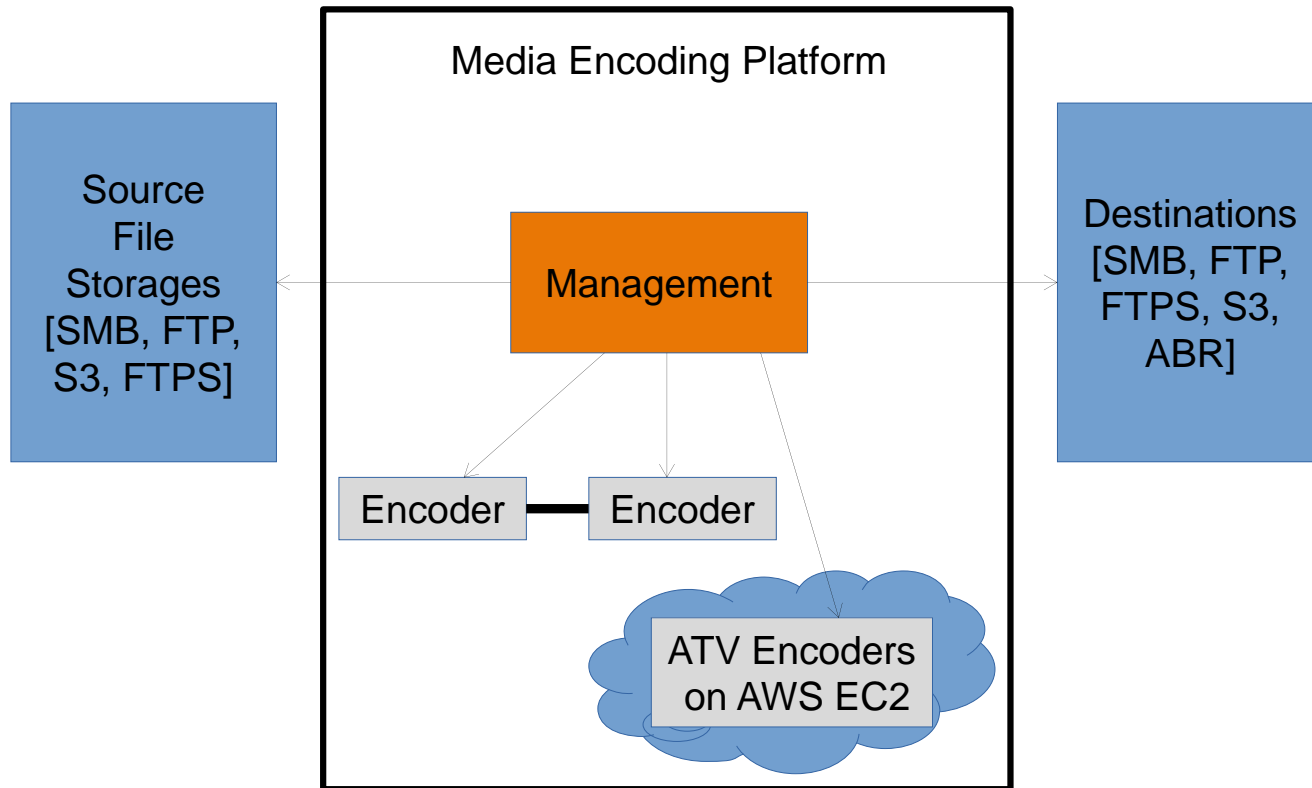 Media Encoding Platform
Source
File
Storages
[SMB, FTP,
S3, FTPS]
Management
Destinations
[SMB, FTP,
FTPS, S3,
ABR]
Encoder
Encoder
ATV Encoders
on AWS EC2